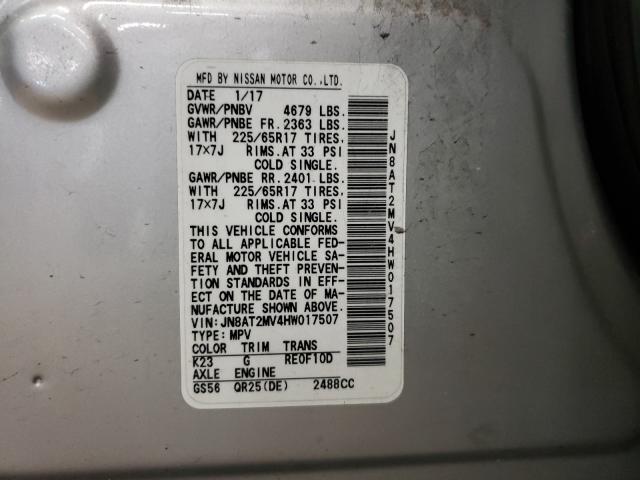 MFD BY NISSAN MOTOR CO.,LTD.
DATE 1/17
GVWR/PNBV 4679 LBS.
GAWR/PNBE FR. 2363 LBS.
WITH 225/65R17 TIRES.
17×7J RIMS.AT 33 PSI
COLD SINGLE.
GAWR/PNBE RR. 2401 LBS.
WITH 225/65R17 TIRES.
17×7J RIMS.AT 33 PSI
COLD SINGLE.
THIS VEHICLE CONFORMS
TO ALL APPLICABLE FED-
ERAL MOTOR VEHICLE SA-
FETY AND THEFT PREVEN-
TION STANDARDS IN EFF-
ECT ON THE DATE OF MA-
NUFACTURE SHOWN ABOVE.
VIN:JN8AT2MV4HW017507
TYPE:MPV
COLOR TRIM TRANS
K23 G RE0F10D
AXLE ENGINE
GS56 QR25(DE) 2488CC
JN8AT2MV4HW017507